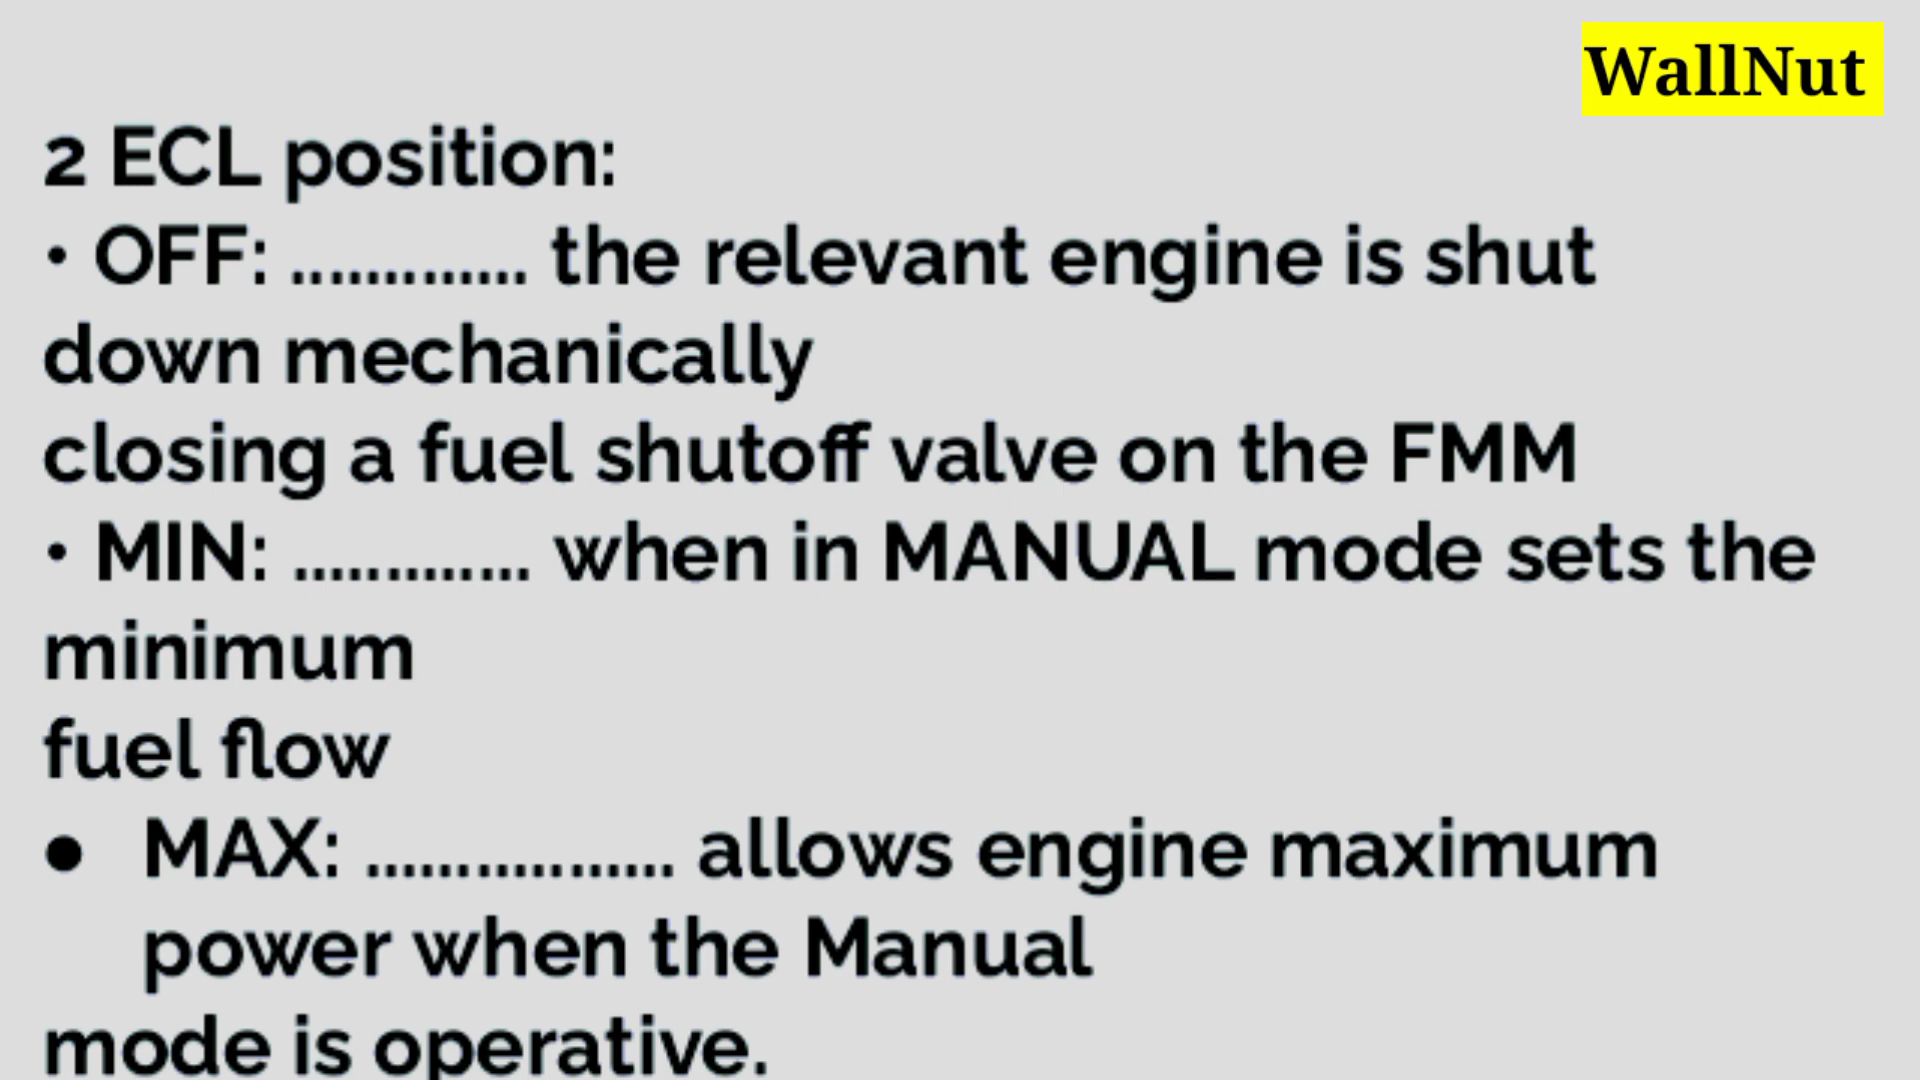 WallNut
2 ECL position:
• OFF: ............. the relevant engine is shut
down mechanically
closing a fuel shutoff valve on the FMM
• MIN: ............. when in MANUAL mode sets the
minimum
fuel flow
● MAX: ................. allows engine maximum
power when the Manual
mode is operative.